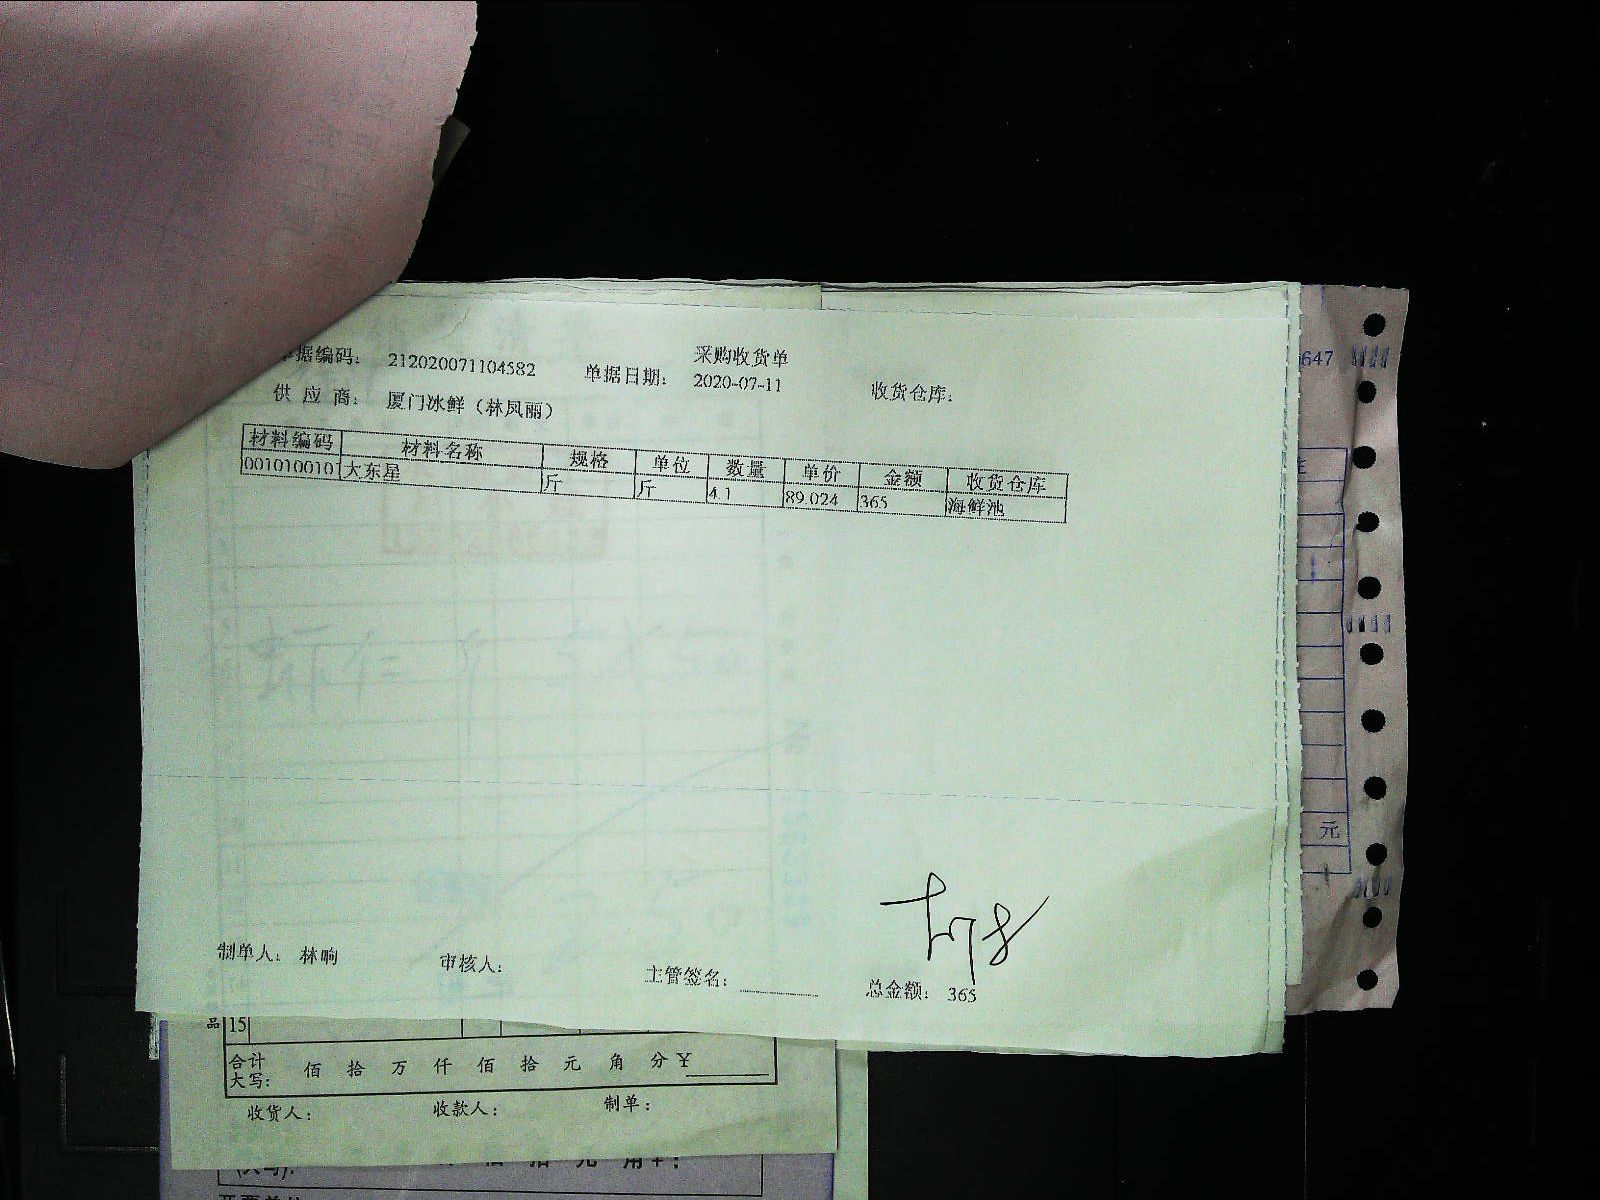 采购收货单
据编码： 212020071104582 单据日期： 2020-07-11 收货仓库：
供 应 商： 厦门冰鲜（林凤丽）
材料编码 材料名称 规格 单位 数量 单价 金额 收货仓库
0010100101 大东星 斤 斤 4.1 89.024 365 海鲜池
制单人： 林晌 审核人： 主管签名：
总金额： 365
647
元
品 15
合计大写： 佰 拾 万 仟 佰 拾 元 角 分 ¥
收货人： 收款人： 制单：